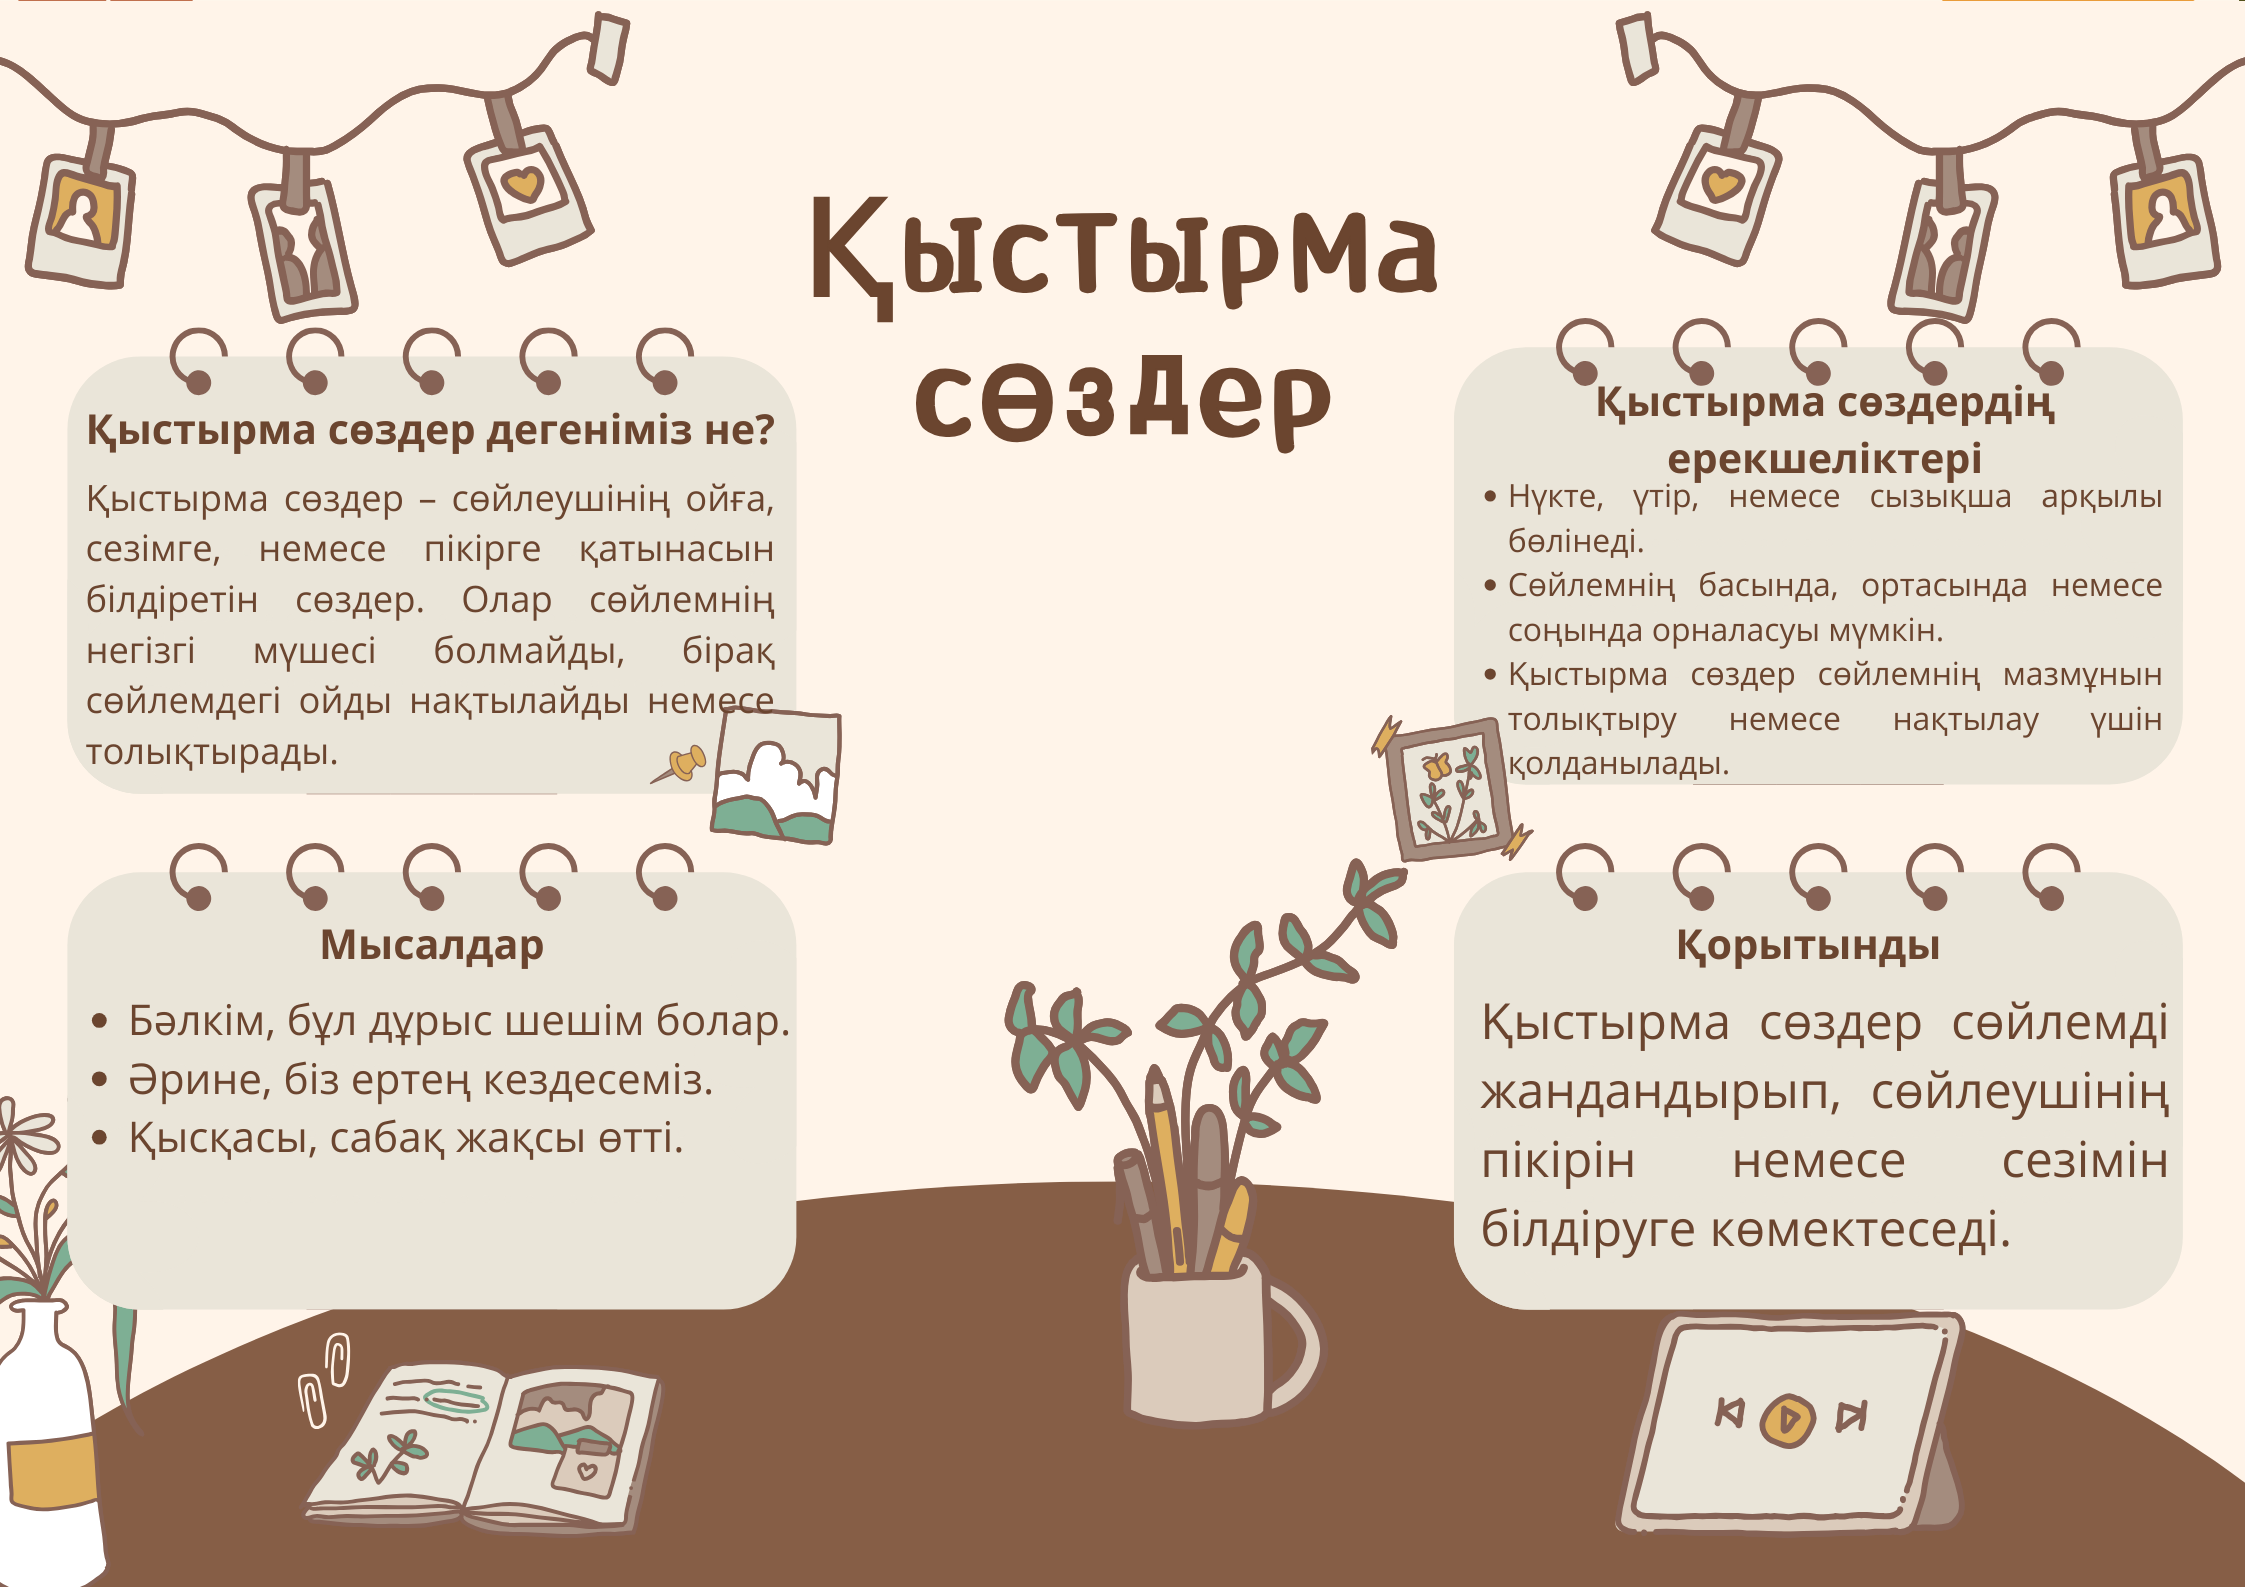 Қыстырма
сөздер
Қыстырма сөздер дегеніміз не?
Қыстырма сөздер – сөйлеушінің ойға,
сезімге, немесе пікірге қатынасын
білдіретін сөздер. Олар сөйлемнің
негізгі мүшесі болмайды, бірақ
сөйлемдегі ойды нақтылайды немесе
толықтырады.
Қыстырма сөздердің
ерекшеліктері
• Нүкте, үтір, немесе сызықша арқылы
бөлінеді.
• Сөйлемнің басында, ортасында немесе
соңында орналасуы мүмкін.
• Қыстырма сөздер сөйлемнің мазмұнын
толықтыру немесе нақтылау үшін
қолданылады.
Мысалдар
• Бәлкім, бұл дұрыс шешім болар.
• Әрине, біз ертең кездесеміз.
• Қысқасы, сабақ жақсы өтті.
Қорытынды
Қыстырма сөздер сөйлемді
жандандырып, сөйлеушінің
пікірін немесе сезімін
білдіруге көмектеседі.